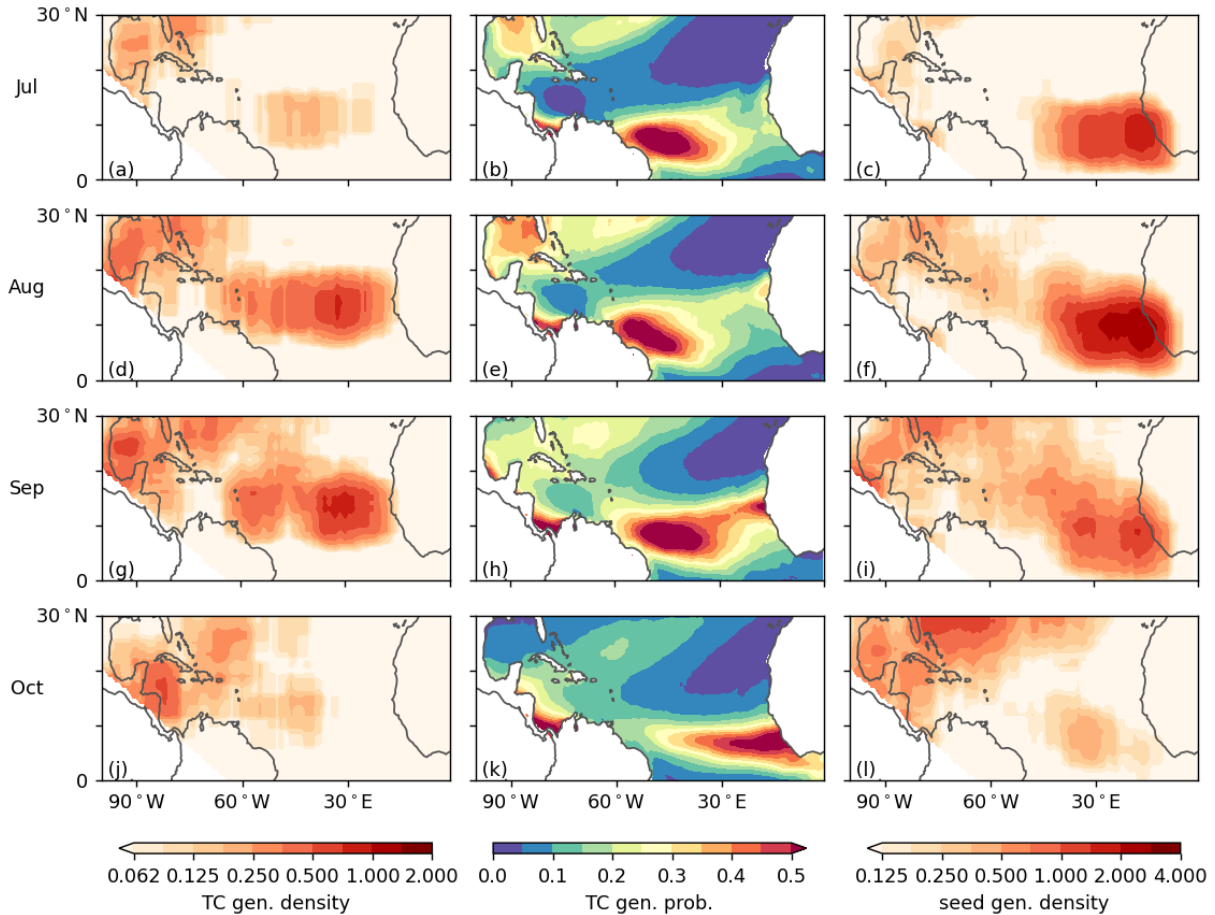 30°N
Jul
0
(a)
(b)
(c)
30°N
Aug
0
(d)
(e)
(f)
30°N
Sep
0
(g)
(h)
(i)
30°N
Oct
0
(j)
(k)
(l)
90°W 60°W 30°E 90°W 60°W 30°E 90°W 60°W 30°E
0.062 0.125 0.250 0.500 1.000 2.000
TC gen. density
0.0 0.1 0.2 0.3 0.4 0.5
TC gen. prob.
0.125 0.250 0.500 1.000 2.000 4.000
seed gen. density